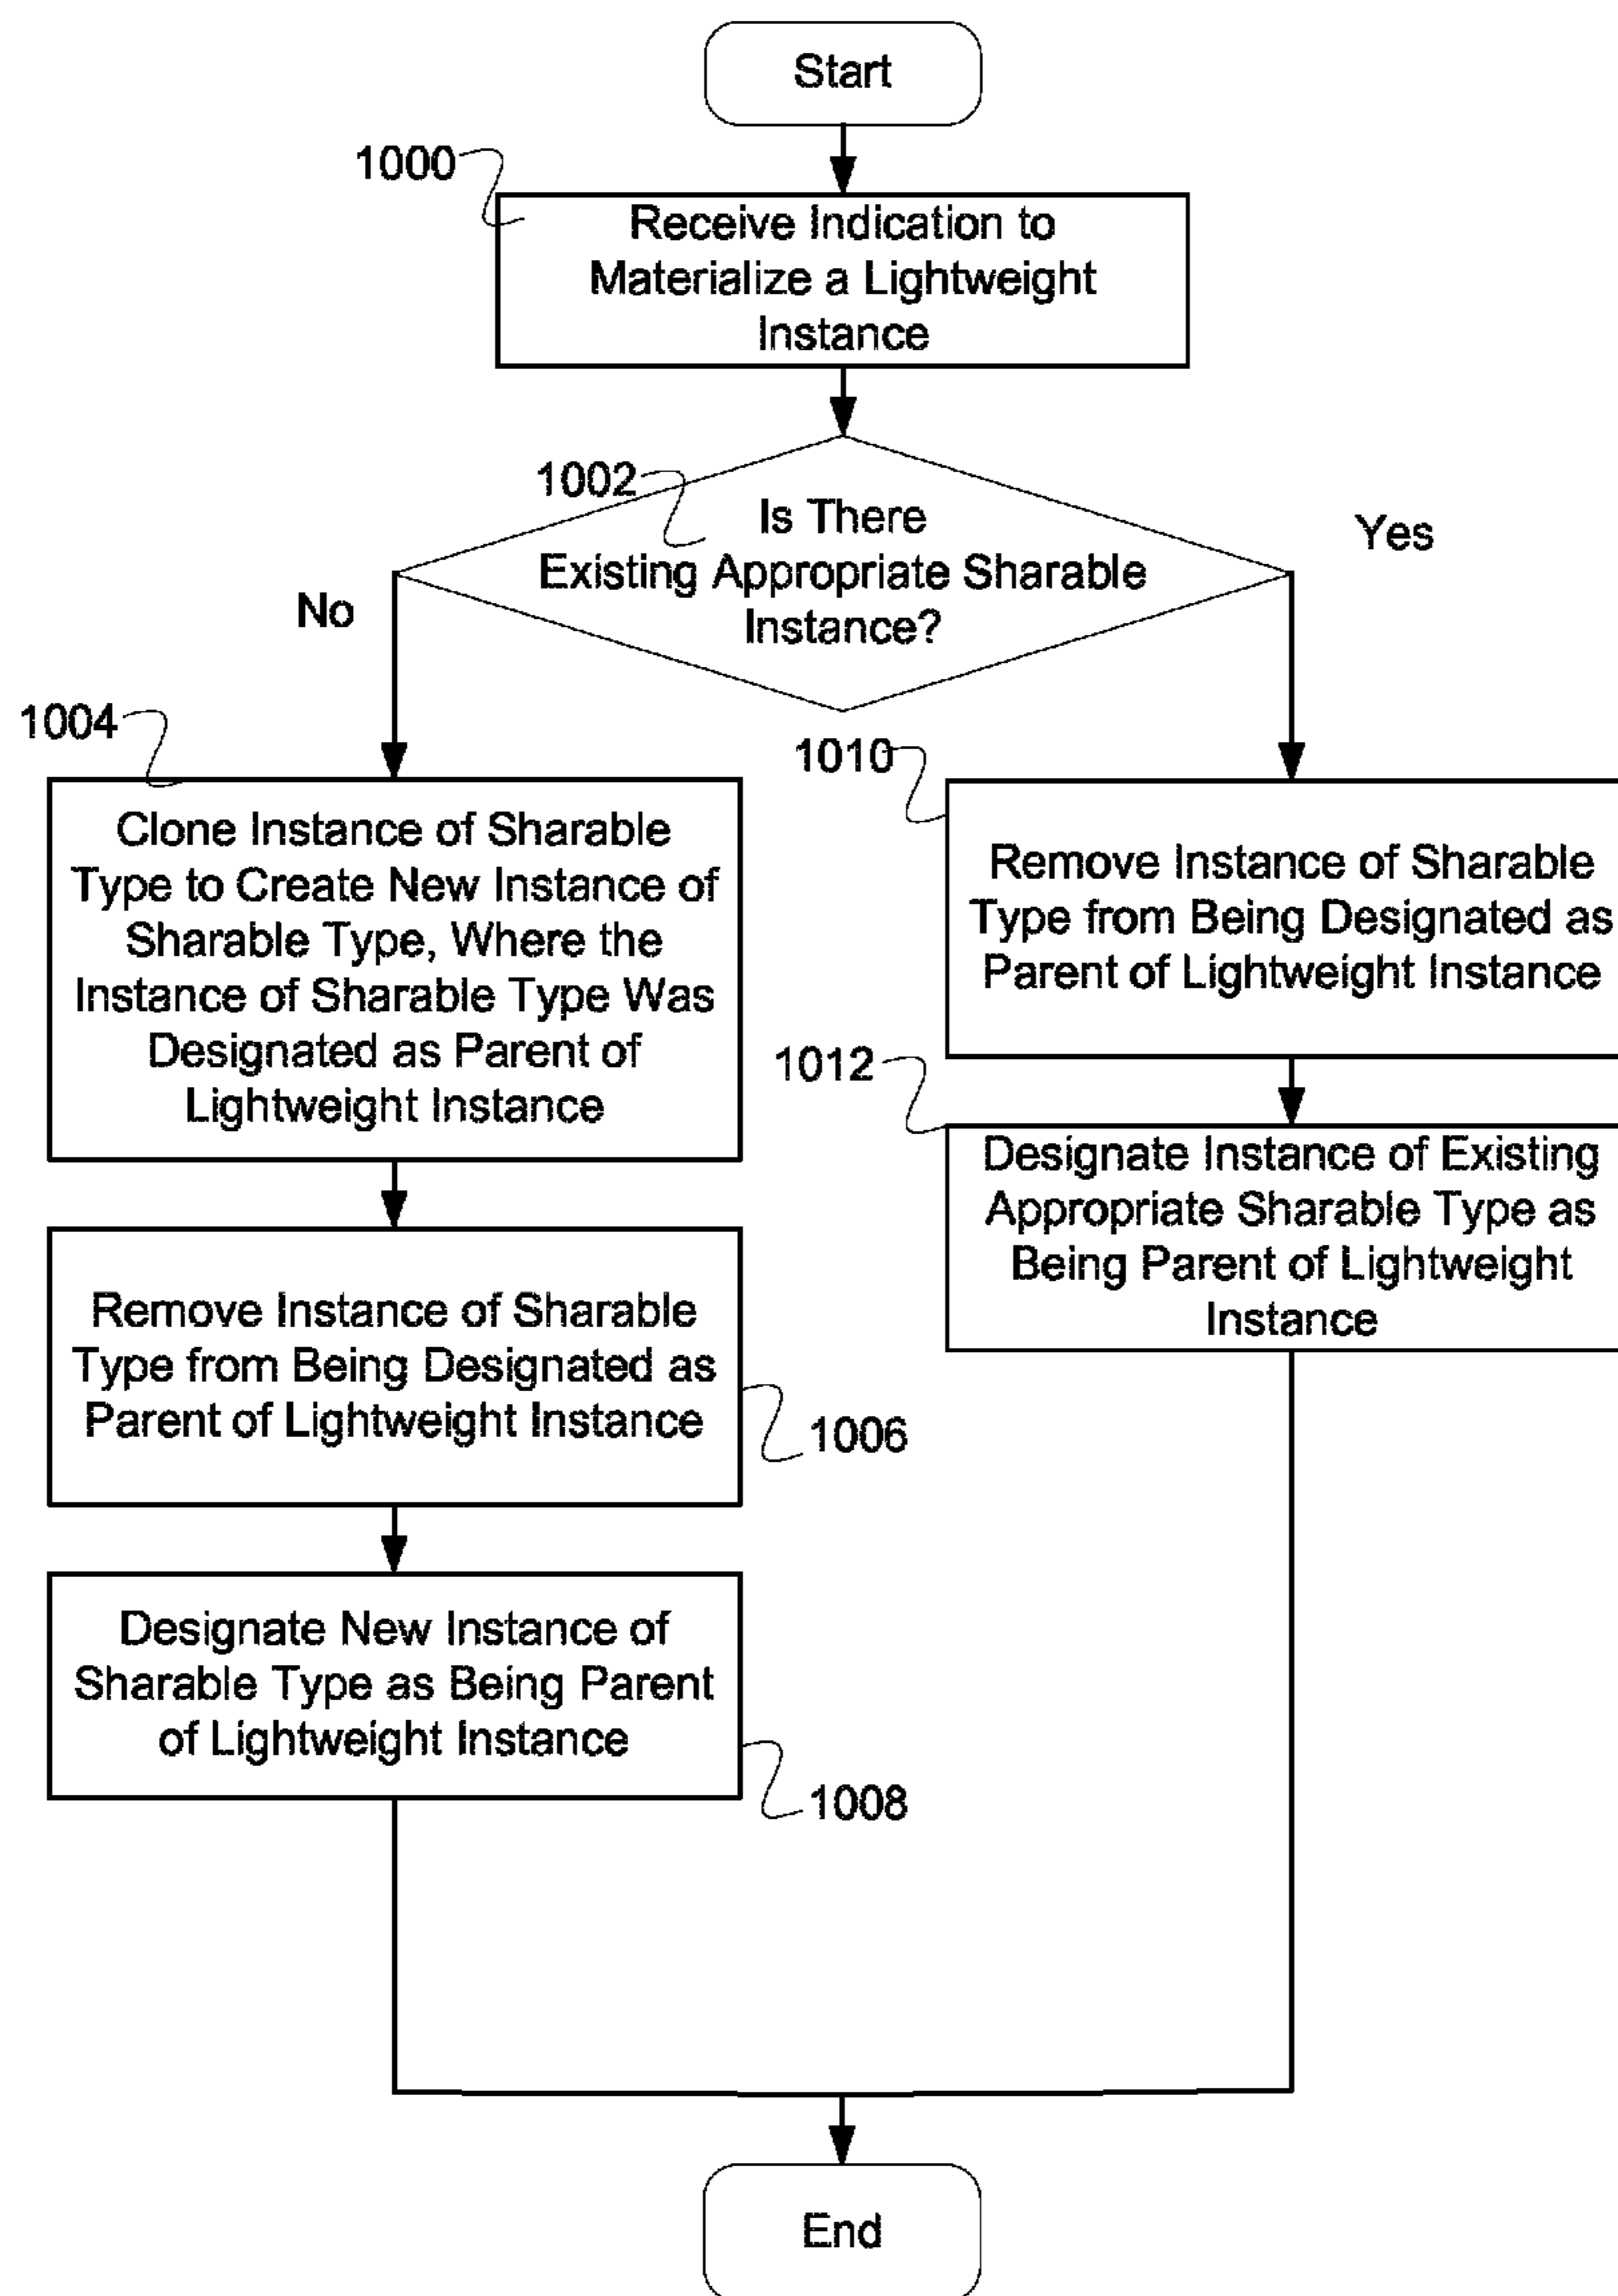 Start
1000
Receive Indication to
Materialize a Lightweight
Instance
1002
Is There
Existing Appropriate Sharable
Instance?
Yes
No
1004
Clone Instance of Sharable
Type to Create New Instance of
Sharable Type, Where the
Instance of Sharable Type Was
Designated as Parent of
Lightweight Instance
1010
Remove Instance of Sharable
Type from Being Designated as
Parent of Lightweight Instance
1012
Designate Instance of Existing
Appropriate Sharable Type as
Being Parent of Lightweight
Instance
Remove Instance of Sharable
Type from Being Designated as
Parent of Lightweight Instance
1006
Designate New Instance of
Sharable Type as Being Parent
of Lightweight Instance
1008
End